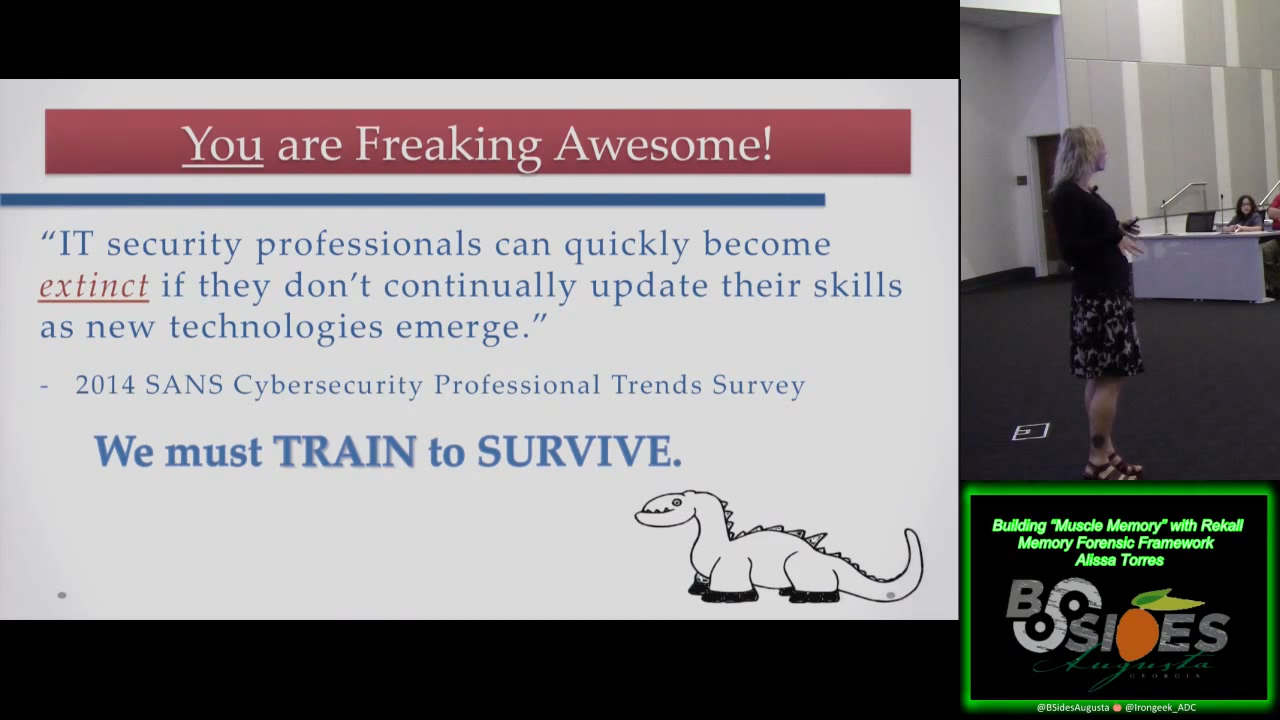 You are Freaking Awesome!
“IT security professionals can quickly become
extinct if they don’t continually update their skills
as new technologies emerge.”
- 2014 SANS Cybersecurity Professional Trends Survey
We must TRAIN to SURVIVE.
Building “Muscle Memory” with Rekall
Memory Forensic Framework
Alissa Torres
BSIDES
Augusta
GEORGIA
@BSidesAugusta @Irongeek_ADC